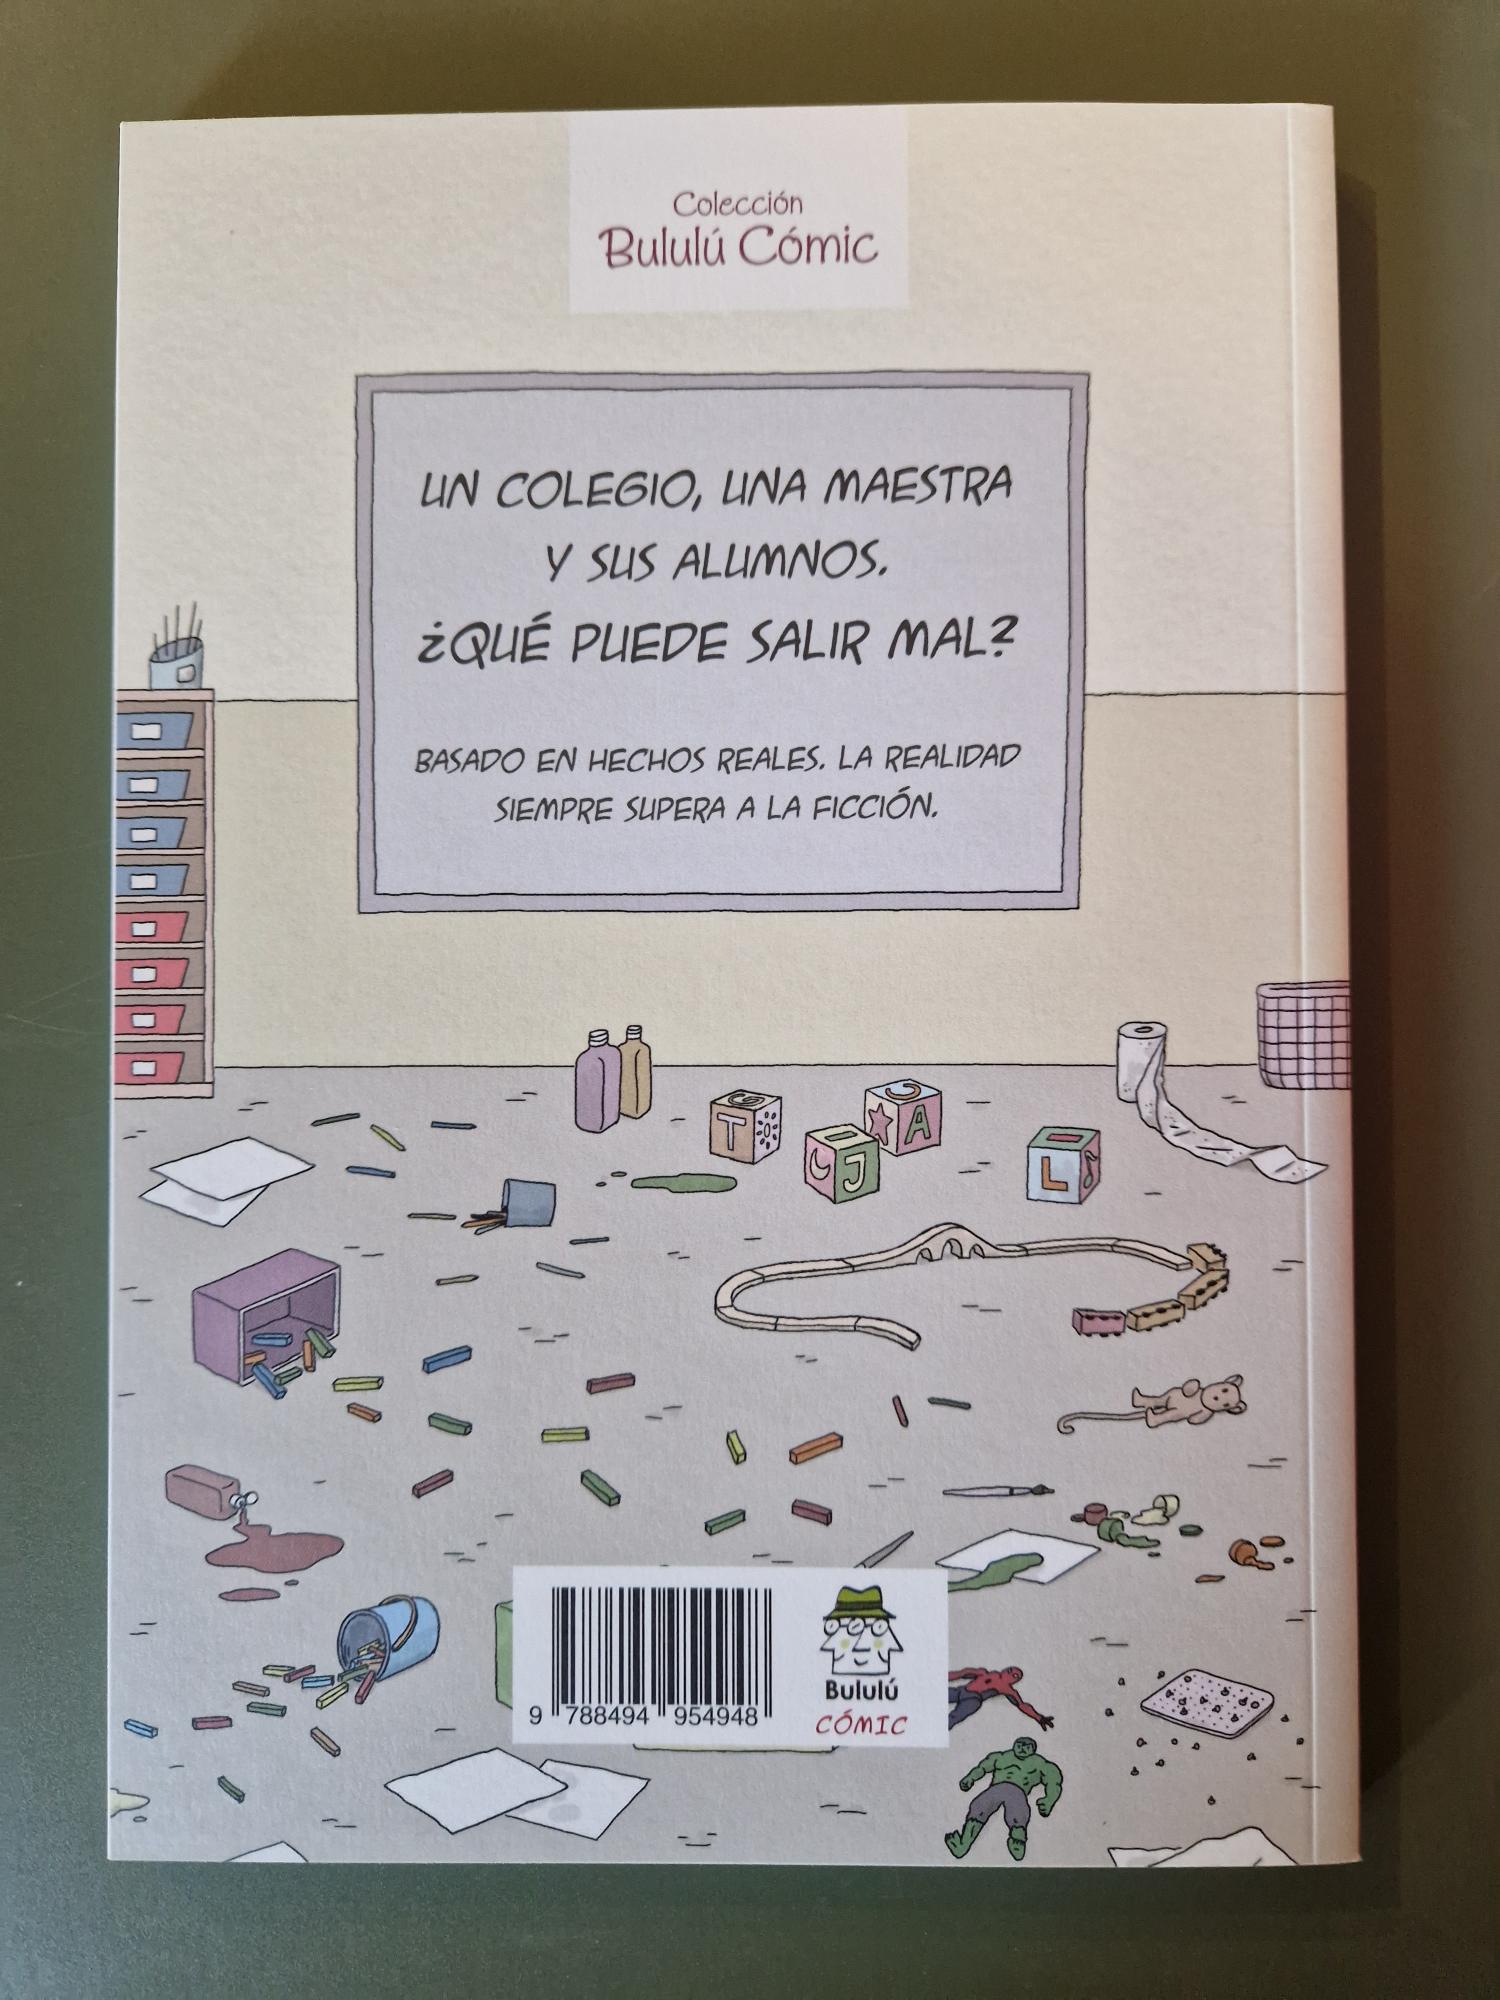 Colección
Bululú Cómic
UN COLEGIO, UNA MAESTRA
Y SUS ALUMNOS.
¿QUÉ PUEDE SALIR MAL?
BASADO EN HECHOS REALES. LA REALIDAD
SIEMPRE SUPERA A LA FICCIÓN.
T
A
J
L
9 788494 954948
Bululú
CÓMIC